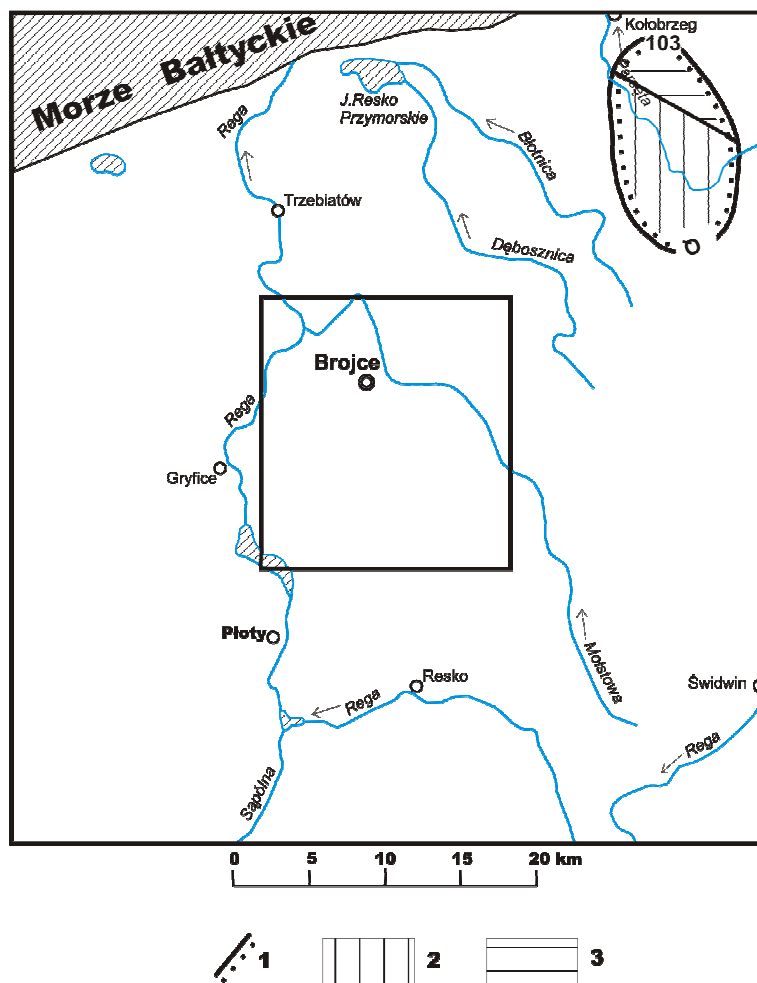 Morze Bałtyckie
Kołobrzeg
103
Parsęta
J.Resko
Przymorskie
Rega
Błotnica
Trzebiatów
Dębosznica
Q
Brojce
Rega
Gryfice
Płoty
Mołstowa
Resko
Rega
Świdwin
Rega
Sąpólna
0 5 10 15 20 km
1 2 3